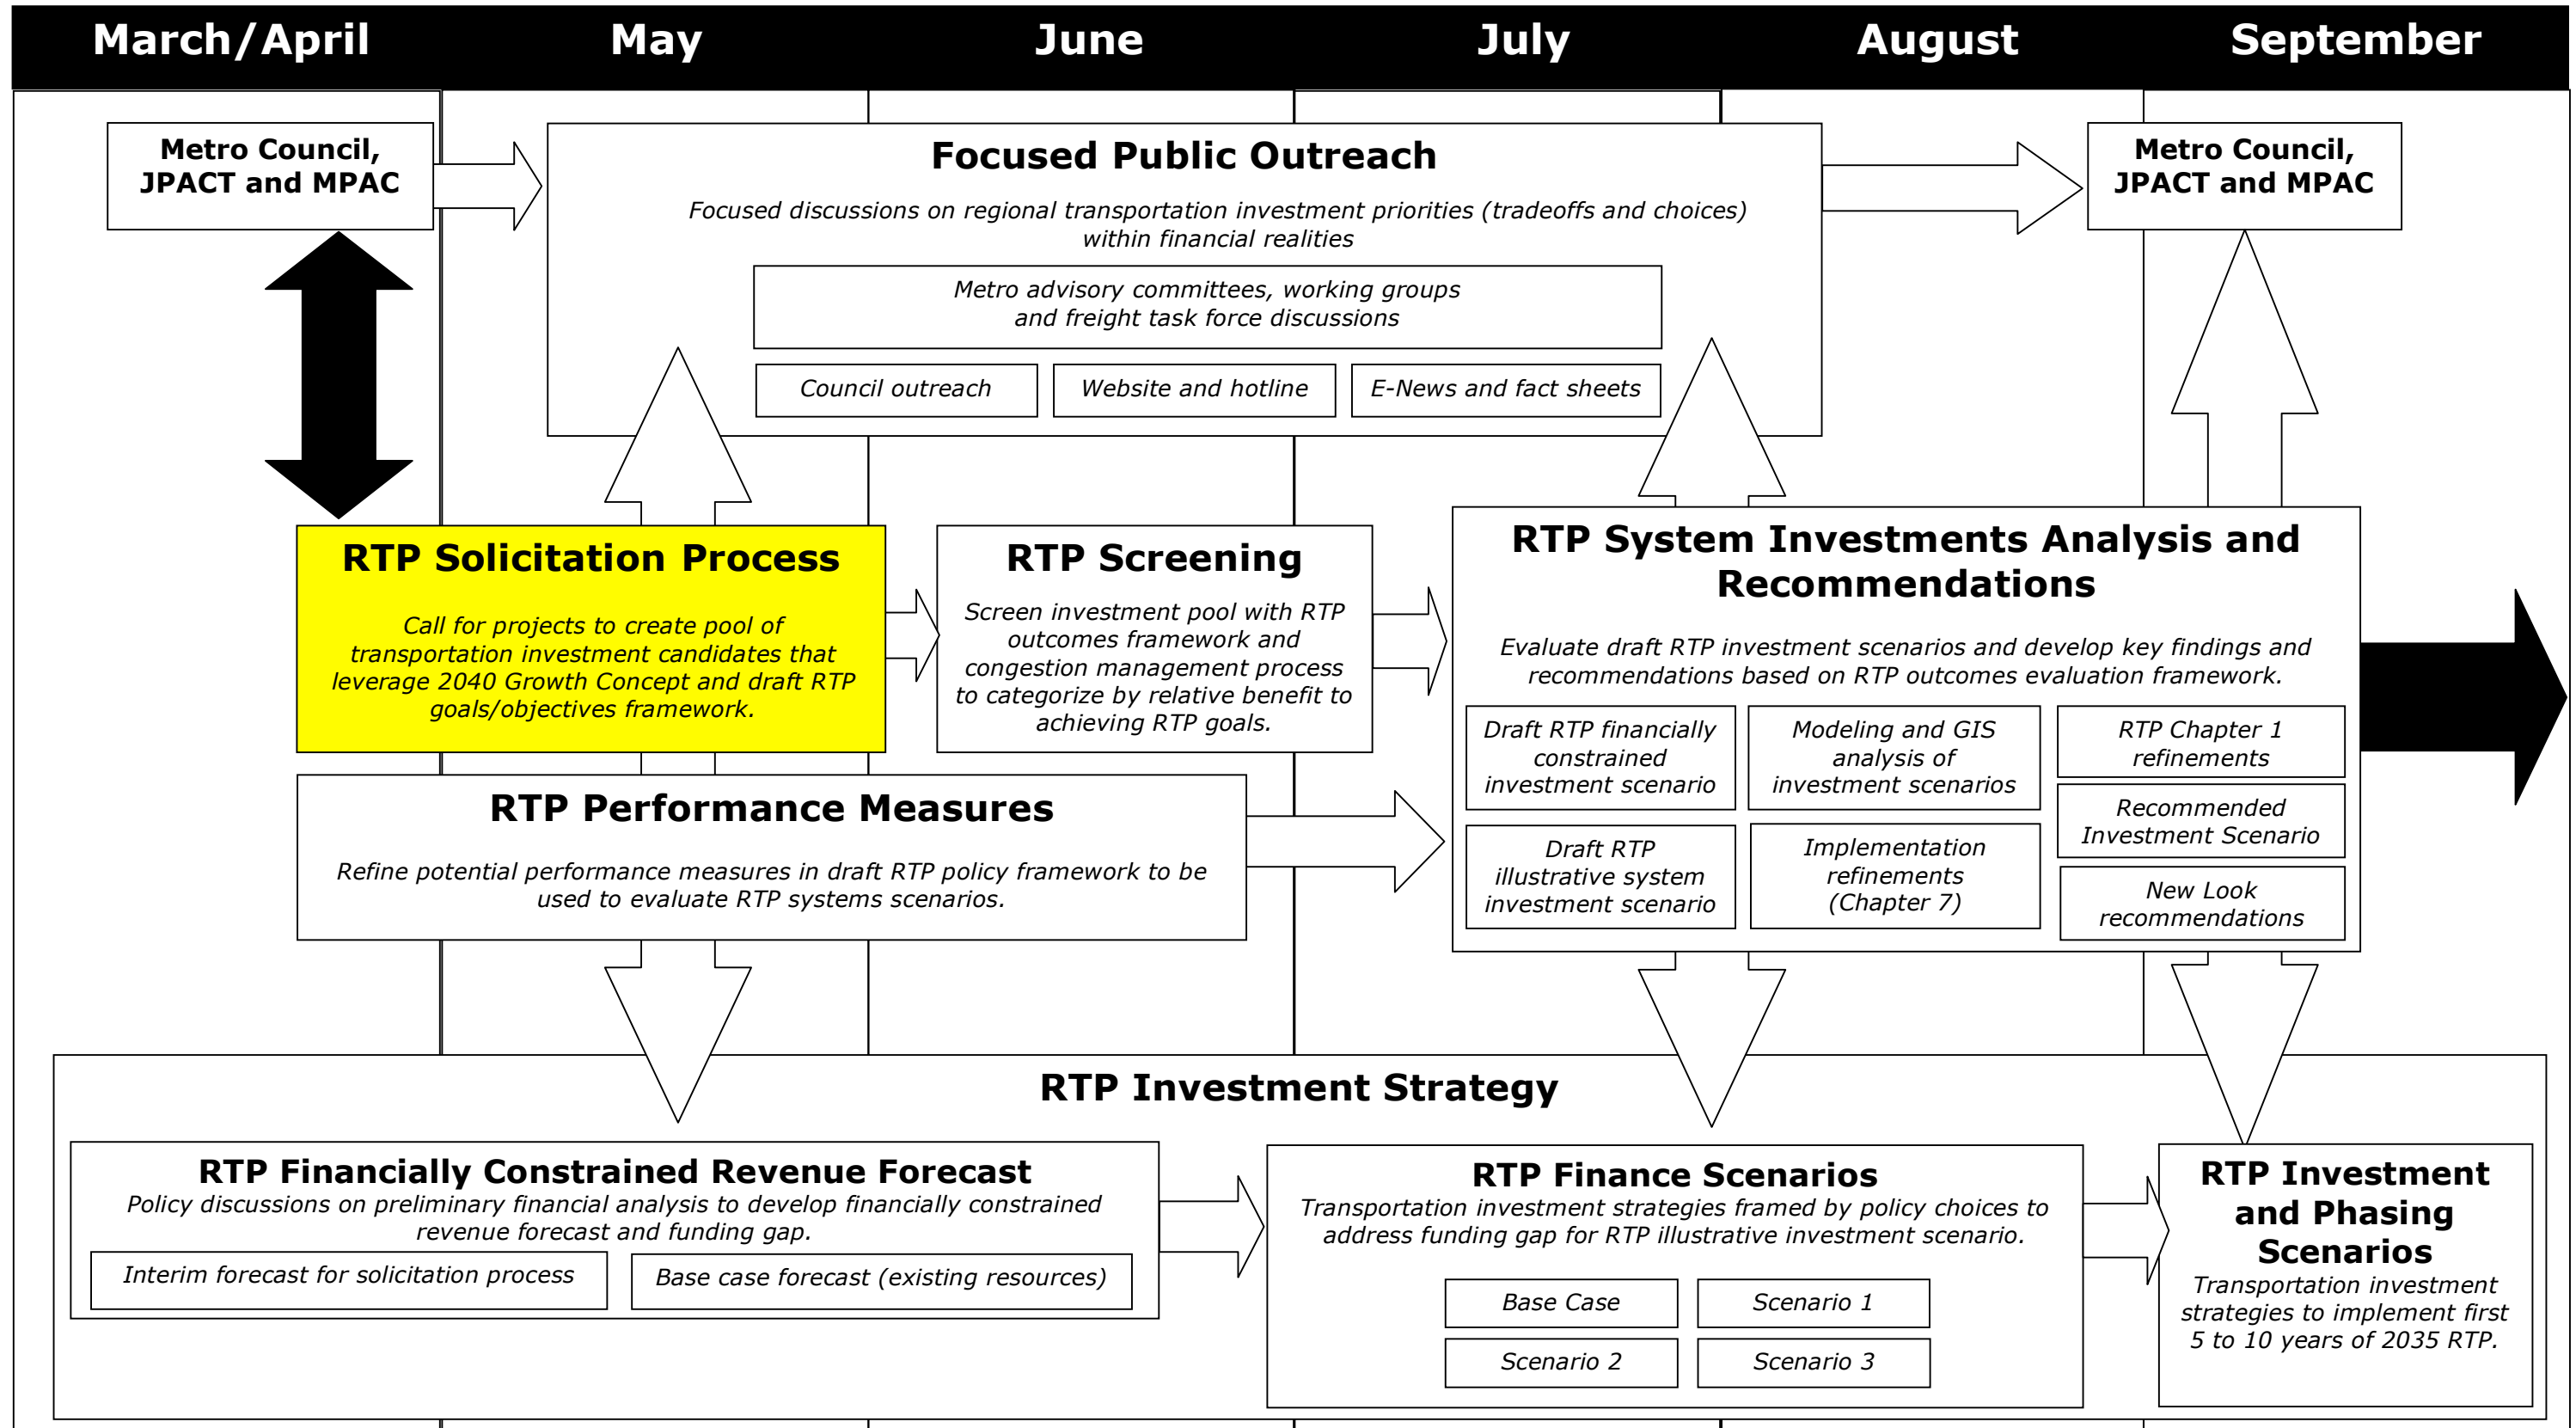 March/April
May
June
July
August
September
Metro Council,
JPACT and MPAC
Focused Public Outreach
Focused discussions on regional transportation investment priorities (tradeoffs and choices)
within financial realities
Metro advisory committees, working groups
and freight task force discussions
Council outreach
Website and hotline
E-News and fact sheets
Metro Council,
JPACT and MPAC
RTP Solicitation Process
Call for projects to create pool of
transportation investment candidates that
leverage 2040 Growth Concept and draft RTP
goals/objectives framework.
RTP Screening
Screen investment pool with RTP
outcomes framework and
congestion management process
to categorize by relative benefit to
achieving RTP goals.
RTP System Investments Analysis and
Recommendations
Evaluate draft RTP investment scenarios and develop key findings and
recommendations based on RTP outcomes evaluation framework.
Draft RTP financially
constrained
investment scenario
Modeling and GIS
analysis of
investment scenarios
RTP Chapter 1
refinements
Recommended
Investment Scenario
Draft RTP
illustrative system
investment scenario
Implementation
refinements
(Chapter 7)
New Look
recommendations
RTP Performance Measures
Refine potential performance measures in draft RTP policy framework to be
used to evaluate RTP systems scenarios.
RTP Investment Strategy
RTP Financially Constrained Revenue Forecast
Policy discussions on preliminary financial analysis to develop financially constrained
revenue forecast and funding gap.
Interim forecast for solicitation process
Base case forecast (existing resources)
RTP Finance Scenarios
Transportation investment strategies framed by policy choices to
address funding gap for RTP illustrative investment scenario.
Base Case
Scenario 1
Scenario 2
Scenario 3
RTP Investment
and Phasing
Scenarios
Transportation investment
strategies to implement first
5 to 10 years of 2035 RTP.